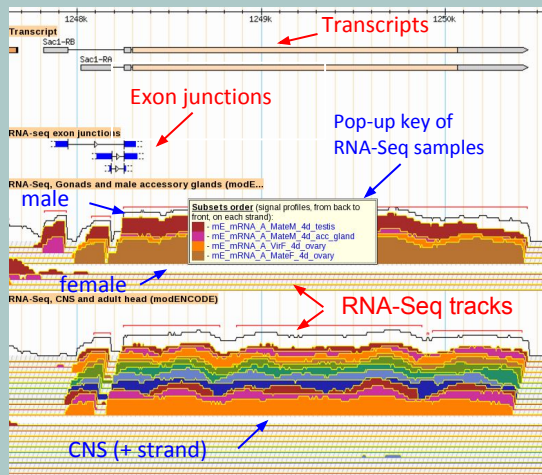 1248k 1249k 1250k
Transcript
Transcripts
Sac1-RB
Sac1-RA
Exon junctions
RNA-seq exon junctions
Pop-up key of
RNA-Seq samples
RNA-Seq, Gonads and male accessory glands (modE...
male
Subsets order (signal profiles, from back to
front, on each strand):
- mE_mRNA_A_MateM_4d_testis
- mE_mRNA_A_MateM_4d_acc_gland
- mE_mRNA_A_VirF_4d_ovary
- mE_mRNA_A_MateF_4d_ovary
female
RNA-Seq, CNS and adult head (modENCODE)
RNA-Seq tracks
CNS (+ strand)